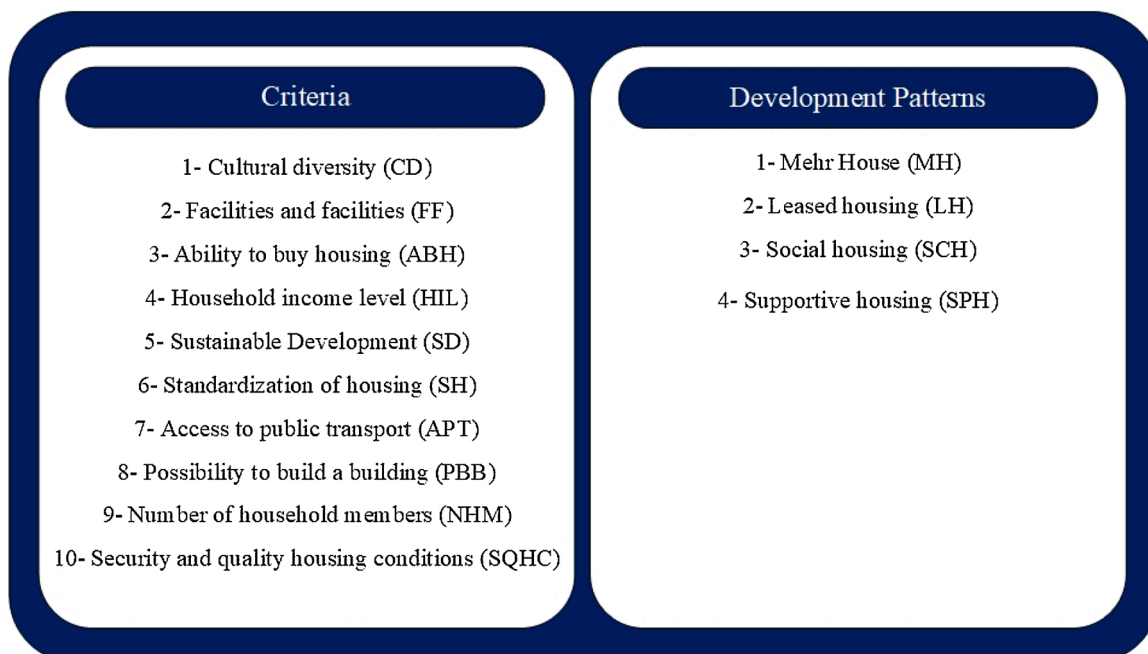 Criteria
1- Cultural diversity (CD)
2- Facilities and facilities (FF)
3- Ability to buy housing (ABH)
4- Household income level (HIL)
5- Sustainable Development (SD)
6- Standardization of housing (SH)
7- Access to public transport (APT)
8- Possibility to build a building (PBB)
9- Number of household members (NHM)
10- Security and quality housing conditions (SQHC)
Development Patterns
1- Mehr House (MH)
2- Leased housing (LH)
3- Social housing (SCH)
4- Supportive housing (SPH)